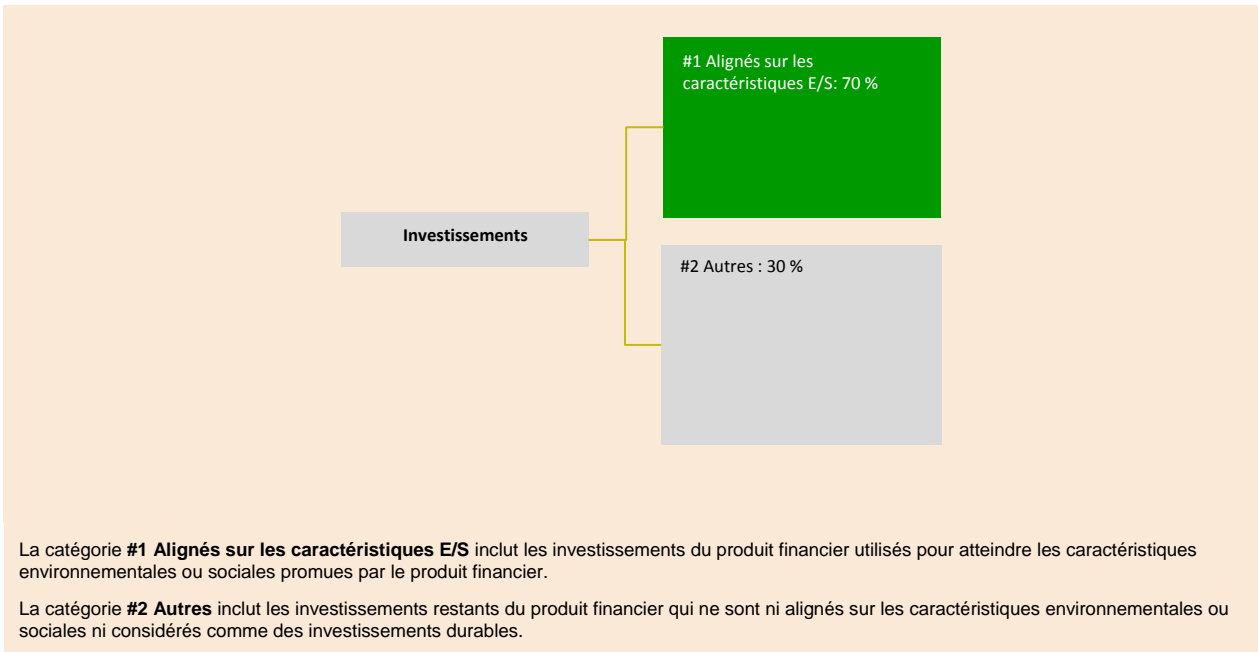 #1 Alignés sur les
caractéristiques E/S: 70 %
Investissements
#2 Autres : 30 %
La catégorie #1 Alignés sur les caractéristiques E/S inclut les investissements du produit financier utilisés pour atteindre les caractéristiques
environnementales ou sociales promues par le produit financier.
La catégorie #2 Autres inclut les investissements restants du produit financier qui ne sont ni alignés sur les caractéristiques environnementales ou
sociales ni considérés comme des investissements durables.